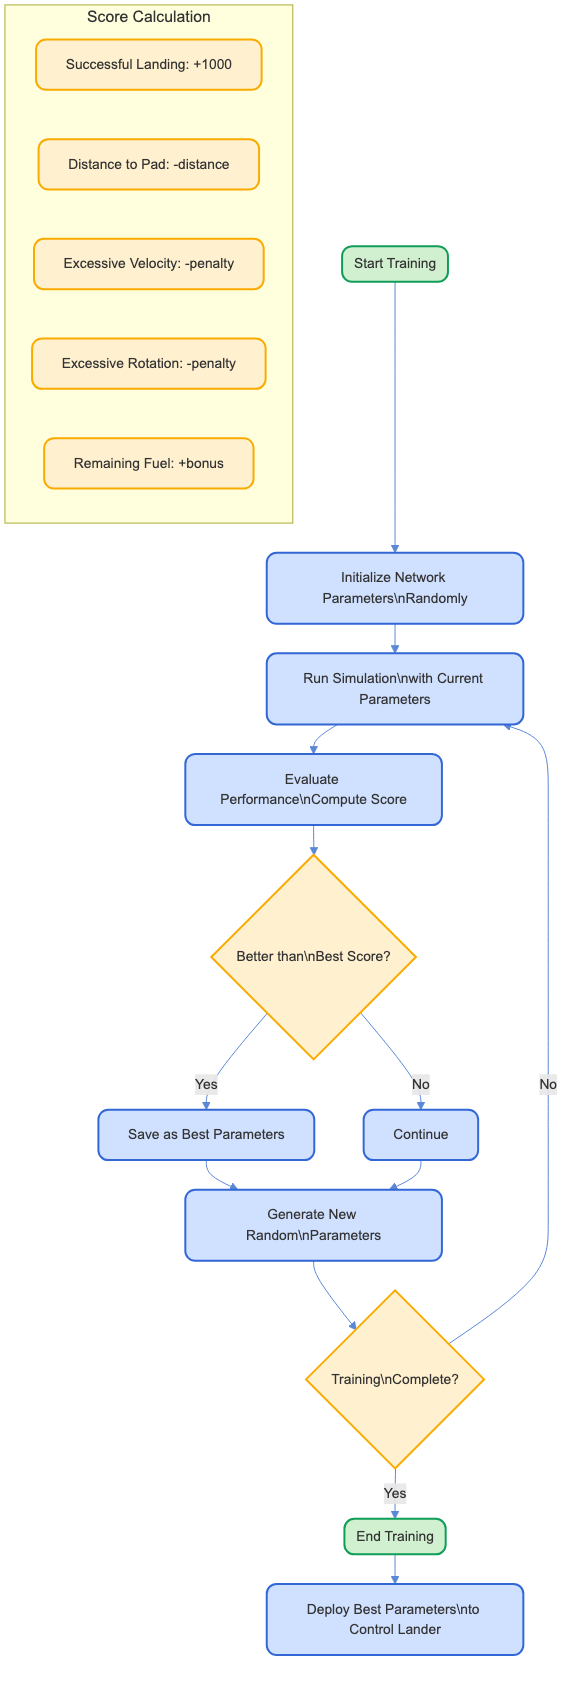 Score Calculation
Successful Landing: +1000
Distance to Pad: -distance
Excessive Velocity: -penalty
Start Training
Excessive Rotation: -penalty
Remaining Fuel: +bonus
Initialize Network
Parameters\nRandomly
Run Simulation\nwith Current
Parameters
Evaluate
Performance\nCompute Score
Better than\nBest Score?
Yes
No
No
Save as Best Parameters
Continue
Generate New
Random\nParameters
Training\nComplete?
Yes
End Training
Deploy Best Parameters\nto
Control Lander